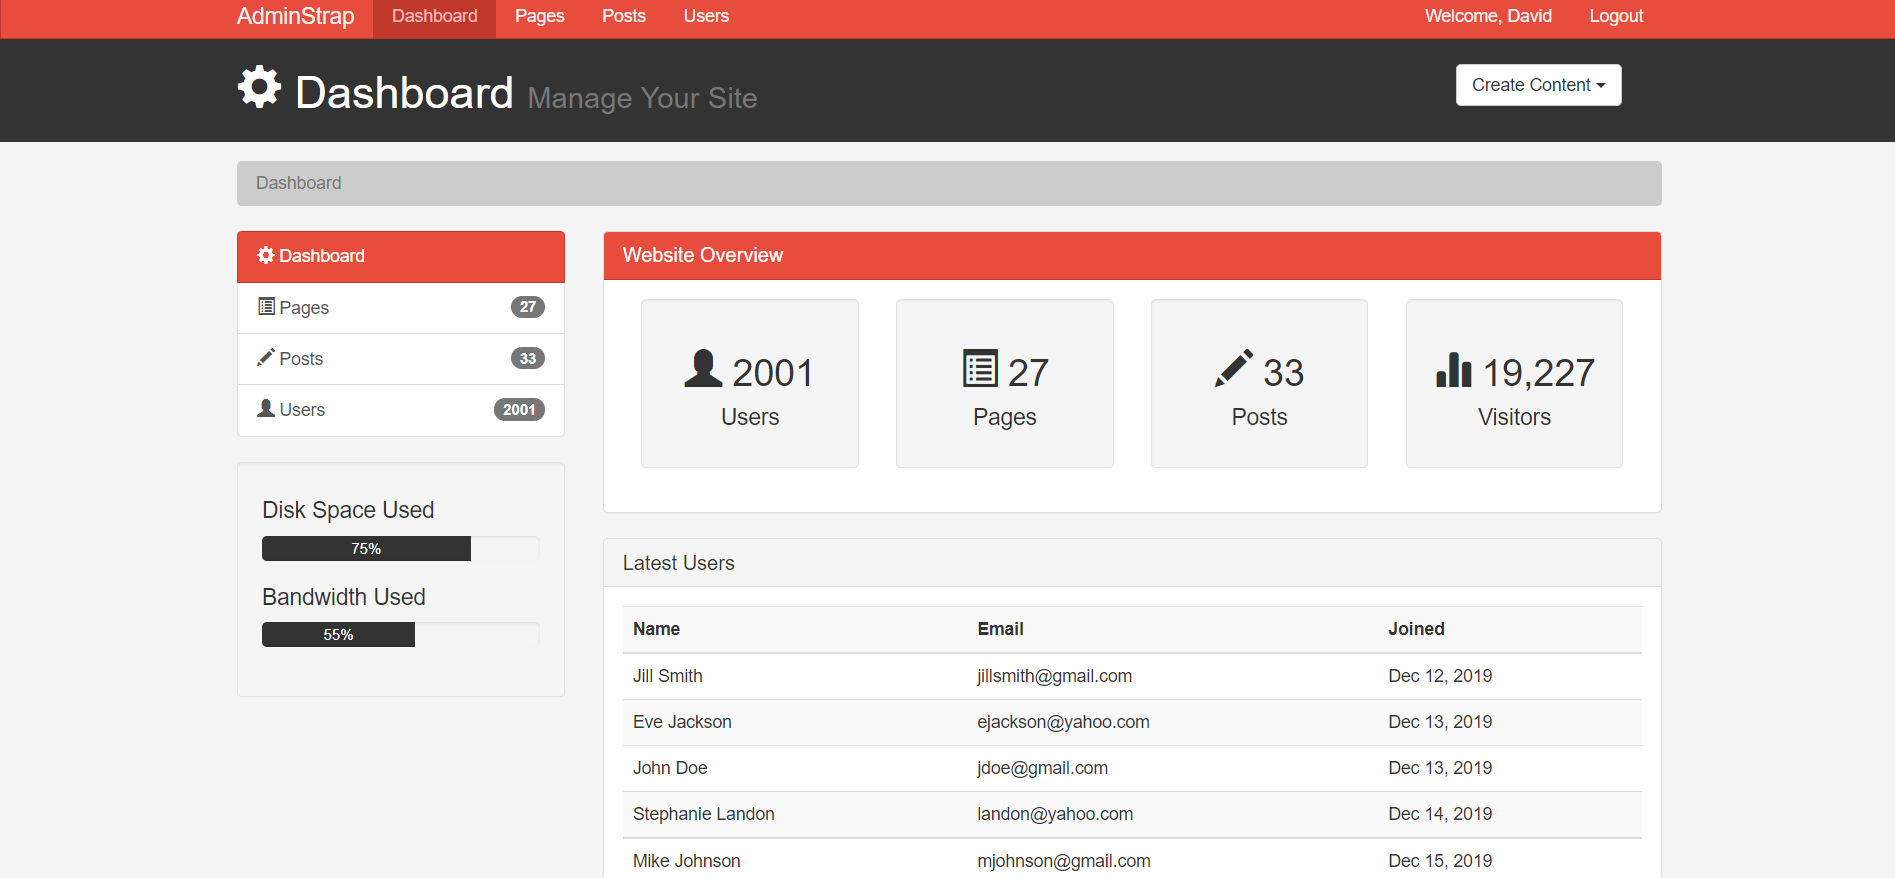 AdminStrap Dashboard Pages Posts Users Welcome, David Logout
Dashboard Manage Your Site
Create Content
Dashboard
Dashboard
Pages 27
Posts 33
Users 2001
Disk Space Used
75%
Bandwidth Used
55%
Website Overview
2001
Users
27
Pages
33
Posts
19,227
Visitors
Latest Users
Name Email Joined
Jill Smith jillsmith@gmail.com Dec 12, 2019
Eve Jackson ejackson@yahoo.com Dec 13, 2019
John Doe jdoe@gmail.com Dec 13, 2019
Stephanie Landon landon@yahoo.com Dec 14, 2019
Mike Johnson mjohnson@gmail.com Dec 15, 2019